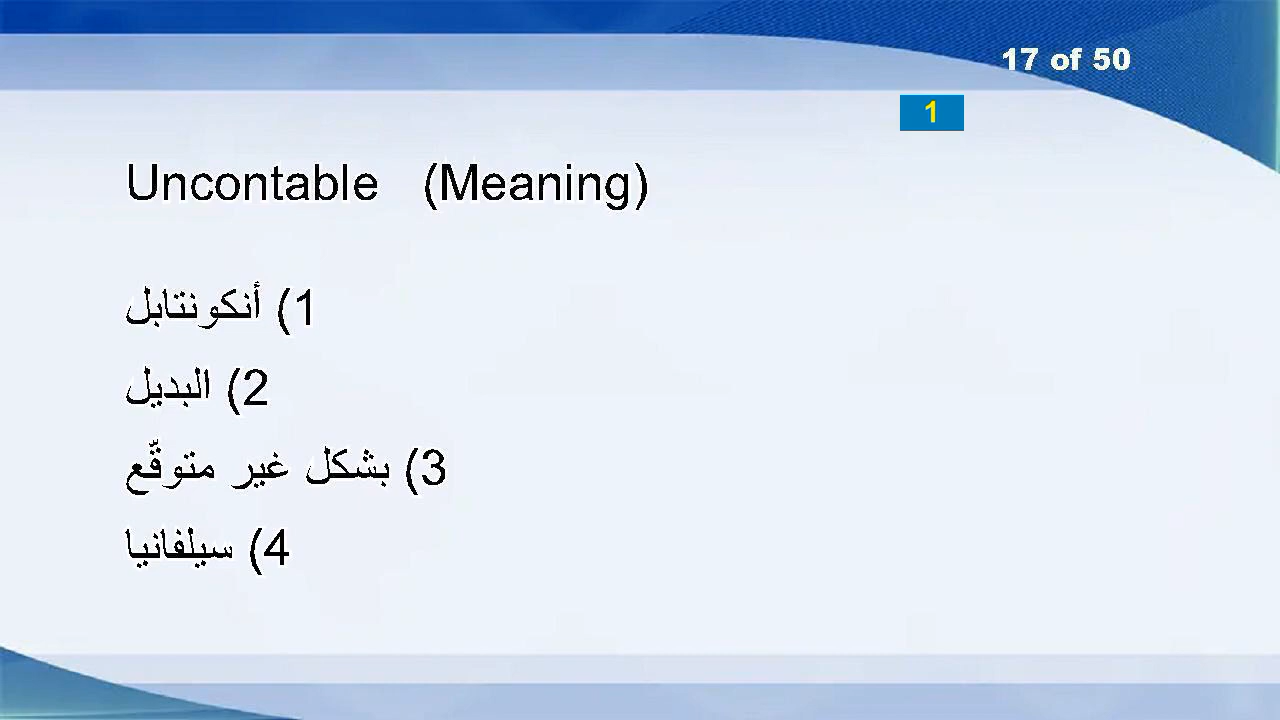 17 of 50
1
Uncontable (Meaning)
1) أنكونتابل
2) البديل
3) بشكل غير متوقّع
4) سيلفانيا